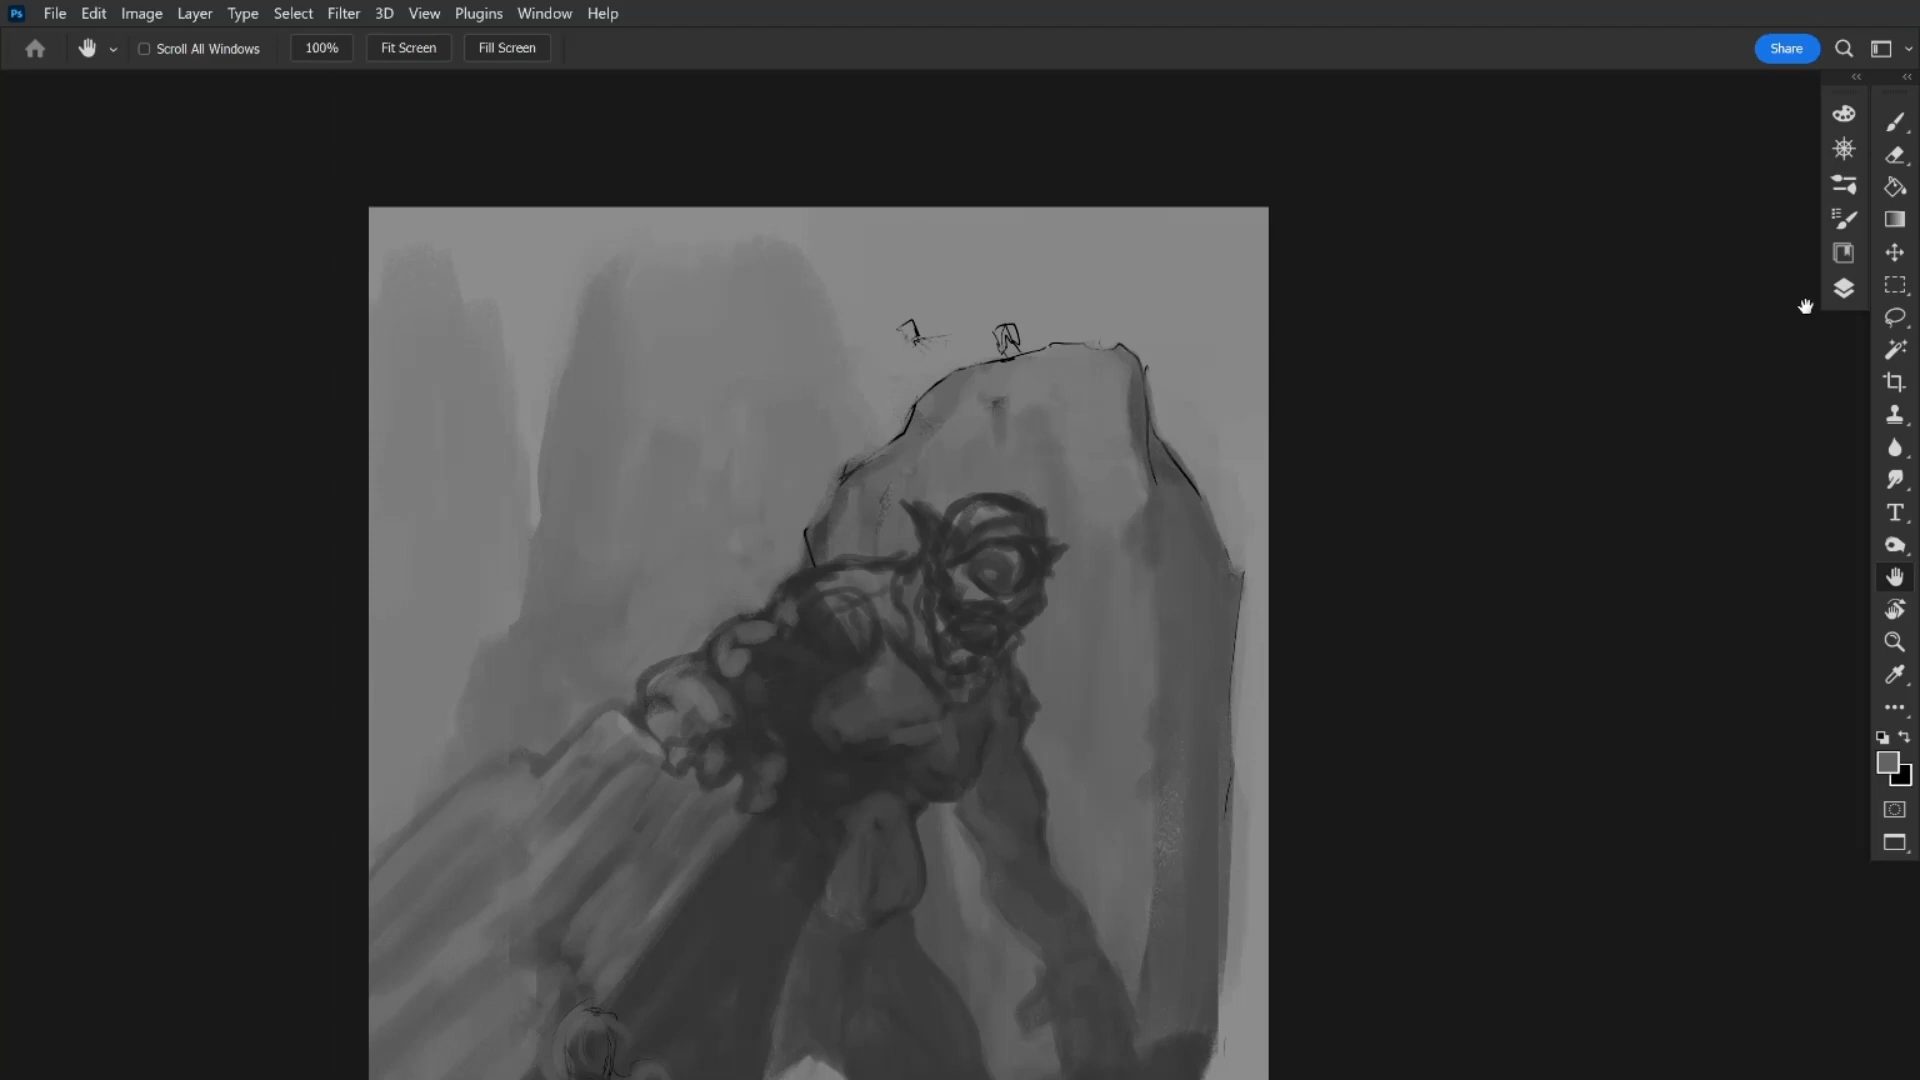 Ps File Edit Image Layer Type Select Filter 3D View Plugins Window Help
Scroll All Windows 100% Fit Screen Fill Screen Share
T